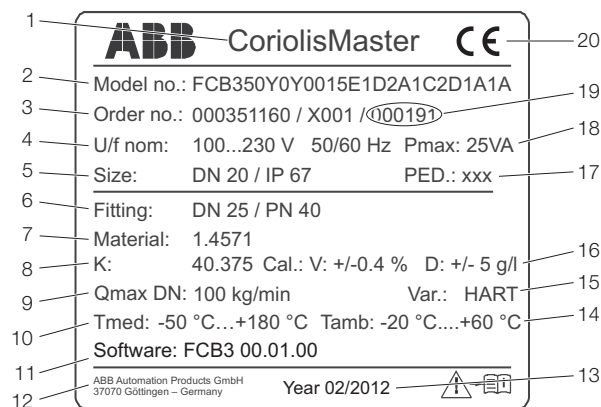 1 ABB CoriolisMaster CE 20
2 Model no.: FCB350Y0Y0015E1D2A1C2D1A1A
3 Order no.: 000351160 / X001 / 000191 19
4 U/f nom: 100...230 V 50/60 Hz Pmax: 25VA 18
5 Size: DN 20 / IP 67 PED.: xxx 17
6 Fitting: DN 25 / PN 40
7 Material: 1.4571
8 K: 40.375 Cal.: V: +/-0.4 % D: +/- 5 g/l 16
9 Qmax DN: 100 kg/min Var.: HART 15
10 Tmed: -50 °C...+180 °C Tamb: -20 °C....+60 °C 14
11 Software: FCB3 00.01.00
12 ABB Automation Products GmbH
37070 Göttingen – Germany Year 02/2012 13